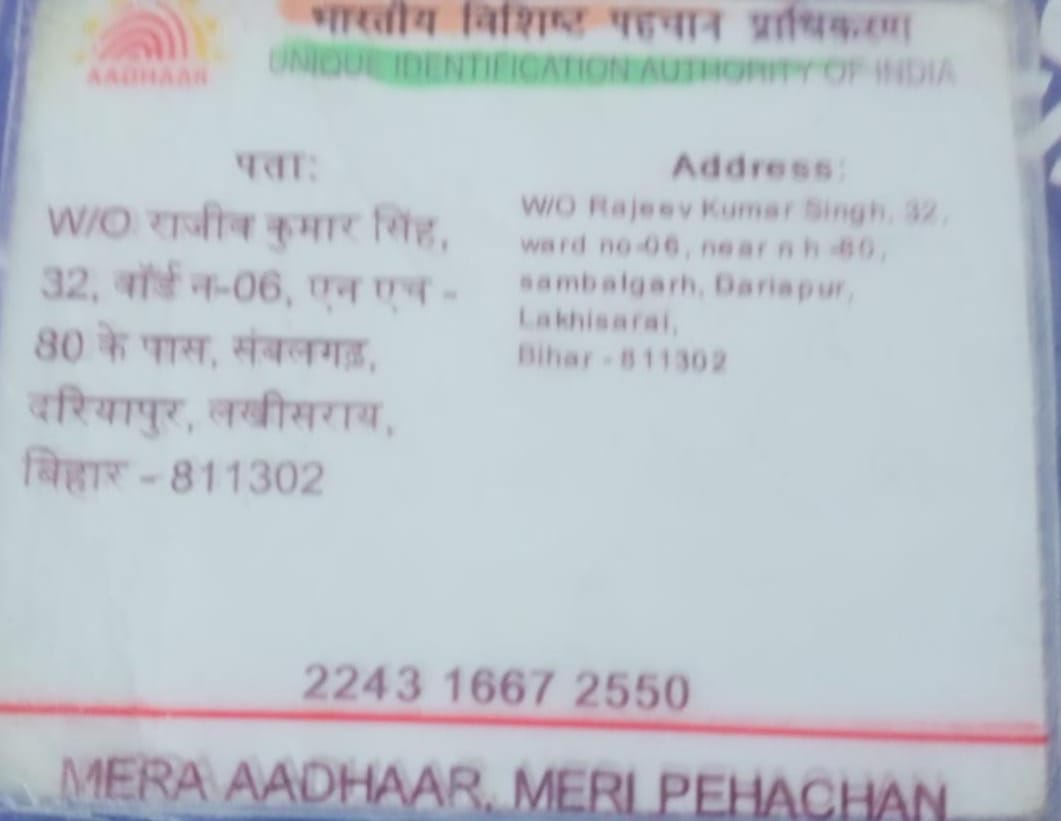 भारतीय विशिष्ट पहचान प्राधिकरण
AADHAAR
UNIQUE IDENTIFICATION AUTHORITY OF INDIA
पता:
W/O राजीव कुमार सिंह,
32, वॉर्ड न-06, एन एच -
80 के पास, संबलगढ़,
दरियापुर, लखीसराय,
बिहार - 811302
Address:
W/O Rajeev Kumar Singh, 32,
ward no-06, near n h -80,
sambalgarh, Dariapur,
Lakhisarai,
Bihar - 811302
2243 1667 2550
MERA AADHAAR, MERI PEHACHAN